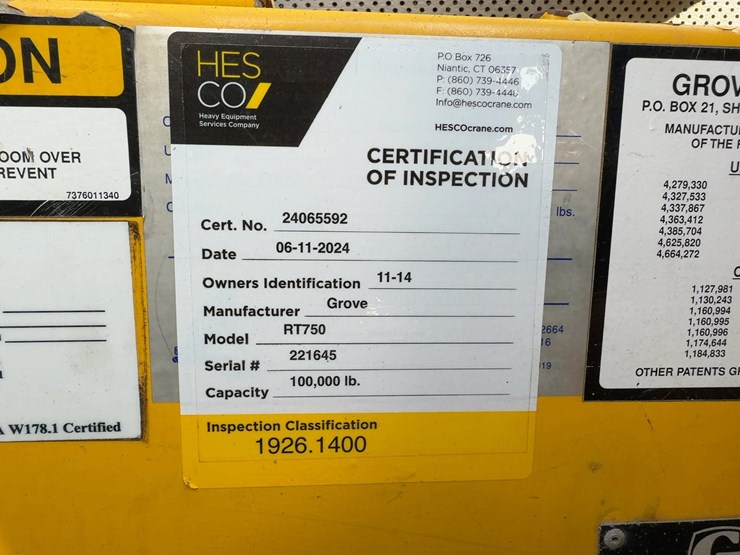 ON
OOM OVER
REVENT
7376011340
A W178.1 Certified
HES
CO
Heavy Equipment
Services Company
P.O Box 726
Niantic, CT 06357
P: (860) 739-4446
F: (860) 739-444
Info@hescocrane.com
HESCOcrane.com
CERTIFICATION
OF INSPECTION
Cert. No. 24065592
Date 06-11-2024
Owners Identification 11-14
Manufacturer Grove
Model RT750
Serial # 221645
Capacity 100,000 lb.
Inspection Classification
1926.1400
lbs.
2664
16
19
GROV
P.O. BOX 21, SH
MANUFACTU
OF THE
U
4,279,330
4,327,533
4,337,867
4,363,412
4,385,704
4,625,820
4,664,272
C
1,127,981
1,130,243
1,160,994
1,160,995
1,160,996
1,174,644
1,184,833
OTHER PATENTS